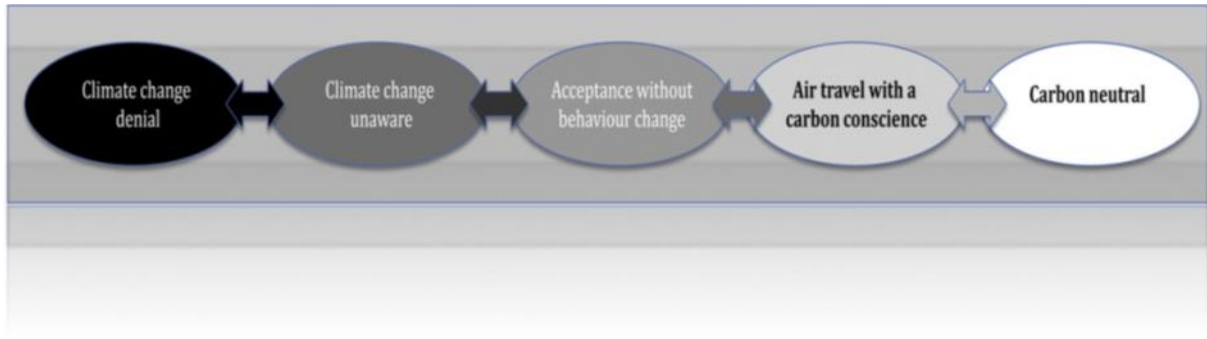 Climate change
denial
Climate change
unaware
Acceptance without
behaviour change
Air travel with a
carbon conscience
Carbon neutral